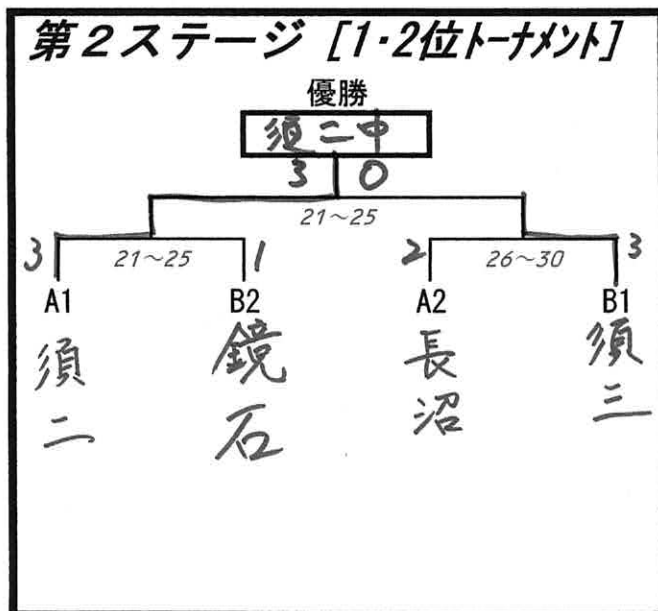 第2ステージ [1・2位トーナメント]
優勝
須二中
3 0
21～25
3 21～25 1 2 26～30 3
A1 B2 A2 B1
須二 鏡石 長沼 須三